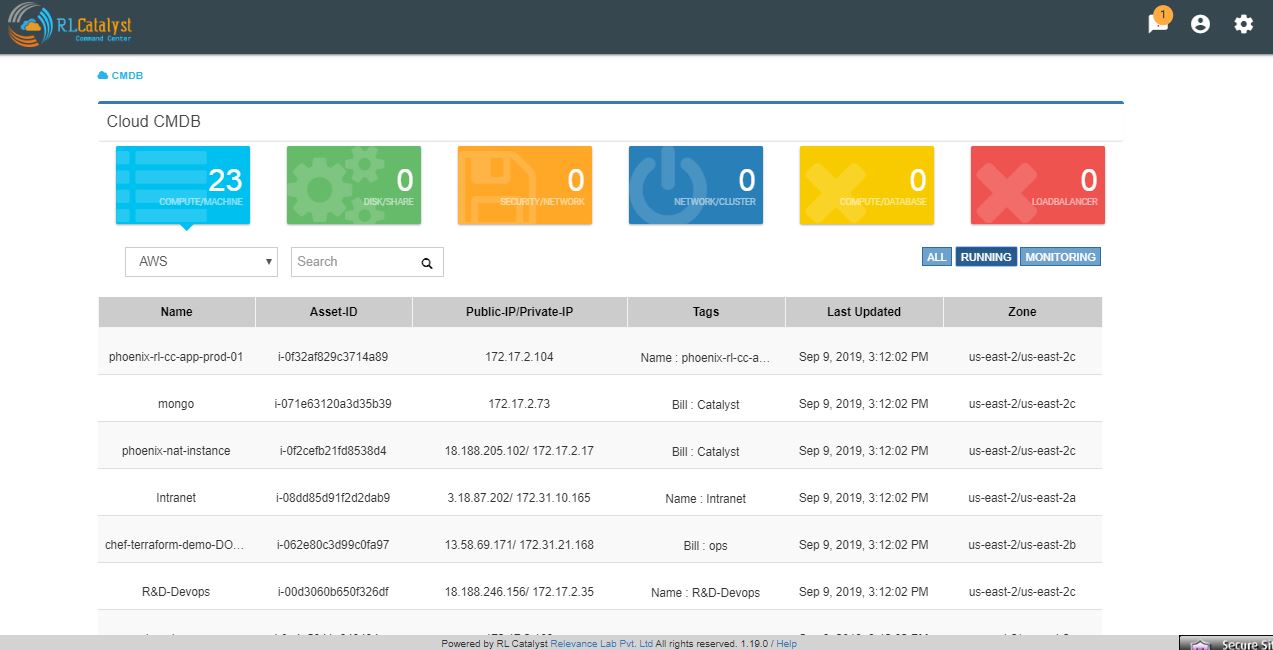 RLCatalyst
Command Center
1
CMDB
Cloud CMDB
23
COMPUTE/MACHINE
0
DISK/SHARE
0
SECURITY/NETWORK
0
NETWORK/CLUSTER
0
COMPUTE/DATABASE
0
LOADBALANCER
AWS
Search
ALL RUNNING MONITORING
Name Asset-ID Public-IP/Private-IP Tags Last Updated Zone
phoenix-rl-cc-app-prod-01 i-0f32af829c3714a89 172.17.2.104 Name : phoenix-rl-cc-a... Sep 9, 2019, 3:12:02 PM us-east-2/us-east-2c
mongo i-071e63120a3d35b39 172.17.2.73 Bill : Catalyst Sep 9, 2019, 3:12:02 PM us-east-2/us-east-2c
phoenix-nat-instance i-0f2cefb21fd8538d4 18.188.205.102/ 172.17.2.17 Bill : Catalyst Sep 9, 2019, 3:12:02 PM us-east-2/us-east-2c
Intranet i-08dd85d91f2d2dab9 3.18.87.202/ 172.31.10.165 Name : Intranet Sep 9, 2019, 3:12:02 PM us-east-2/us-east-2a
chef-terraform-demo-DO... i-062e80c3d99c0fa97 13.58.69.171/ 172.31.21.168 Bill : ops Sep 9, 2019, 3:12:02 PM us-east-2/us-east-2b
R&D-Devops i-00d3060b650f326df 18.188.246.156/ 172.17.2.35 Name : R&D-Devops Sep 9, 2019, 3:12:02 PM us-east-2/us-east-2c
Powered by RL Catalyst Relevance Lab Pvt. Ltd All rights reserved. 1.19.0 / Help
Secure